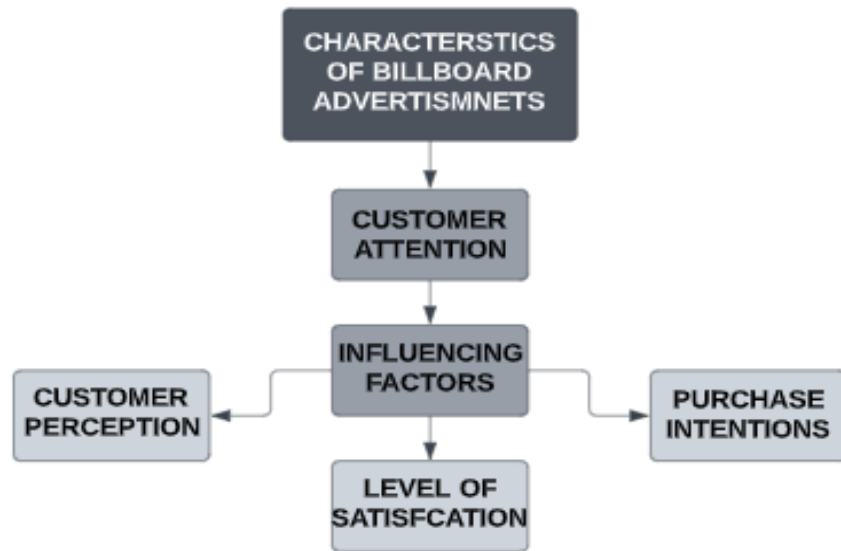 CHARACTERSTICS
OF BILLBOARD
ADVERTISMNETS
CUSTOMER
ATTENTION
INFLUENCING
FACTORS
CUSTOMER
PERCEPTION
PURCHASE
INTENTIONS
LEVEL OF
SATISFCATION